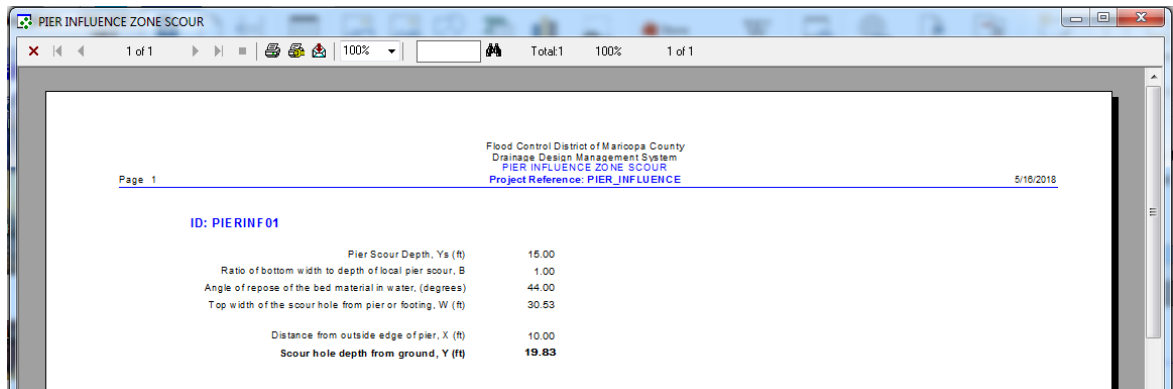 PIER INFLUENCE ZONE SCOUR
1 of 1 100% Total:1 100% 1 of 1
Flood Control District of Maricopa County
Drainage Design Management System
PIER INFLUENCE ZONE SCOUR
Page 1 Project Reference: PIER_INFLUENCE 5/16/2018
ID: PIERINF01
Pier Scour Depth, Ys (ft) 15.00
Ratio of bottom width to depth of local pier scour, B 1.00
Angle of repose of the bed material in water, (degrees) 44.00
Top width of the scour hole from pier or footing, W (ft) 30.53
Distance from outside edge of pier, X (ft) 10.00
Scour hole depth from ground, Y (ft) 19.83